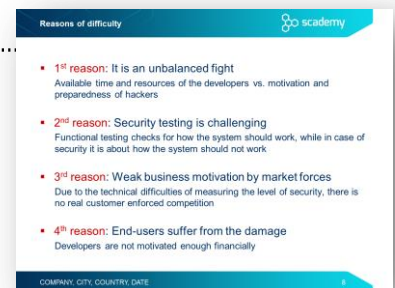 Reasons of difficulty
scademy
▪ 1st reason: It is an unbalanced fight
Available time and resources of the developers vs. motivation and
preparedness of hackers
▪ 2nd reason: Security testing is challenging
Functional testing checks for how the system should work, while in case of
security it is about how the system should not work
▪ 3rd reason: Weak business motivation by market forces
Due to the technical difficulties of measuring the level of security, there is
no real customer enforced competition
▪ 4th reason: End-users suffer from the damage
Developers are not motivated enough financially
COMPANY, CITY, COUNTRY, DATE
8